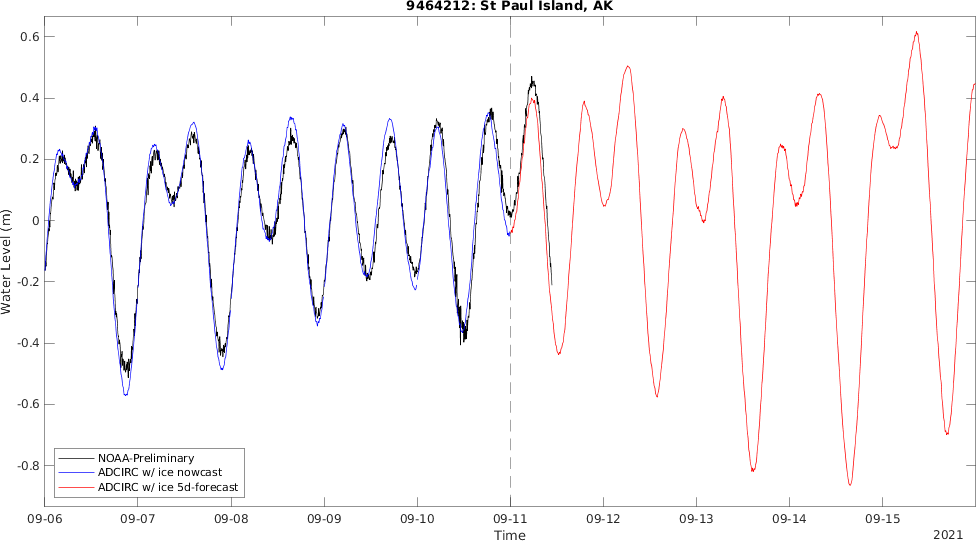 9464212: St Paul Island, AK
Water Level (m)
0.6
0.4
0.2
0
-0.2
-0.4
-0.6
-0.8
NOAA-Preliminary
ADCIRC w/ ice nowcast
ADCIRC w/ ice 5d-forecast
09-06 09-07 09-08 09-09 09-10 09-11 09-12 09-13 09-14 09-15
Time
2021